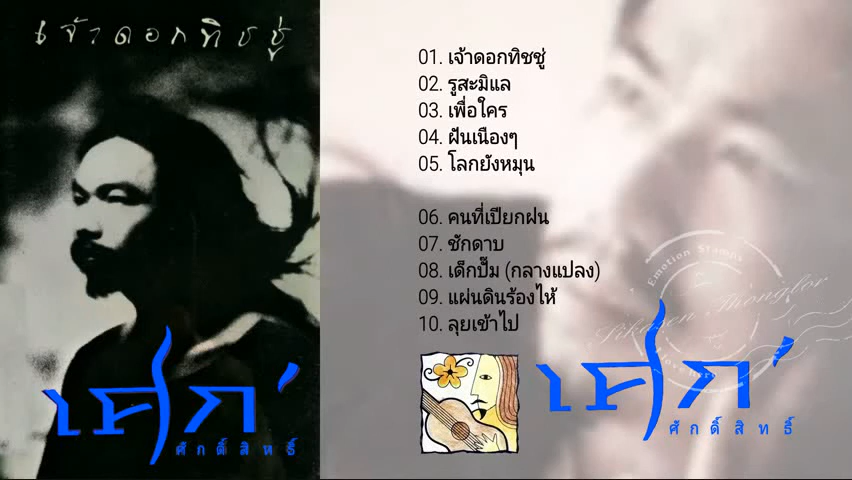 เจ้าดอกทิชชู่
เศก'
ศักดิ์สิทธิ์
01. เจ้าดอกทิชชู่
02. รูสะมิแล
03. เพื่อใคร
04. ฝันเนืองๆ
05. โลกยังหมุน
06. คนที่เปียกฝน
07. ชักดาบ
08. เด็กปั๊ม (กลางแปลง)
09. แผ่นดินร้องไห้
10. ลุยเข้าไป
Emotion Stamps
Sikaren Thonglor
เศก'
ศักดิ์สิทธิ์